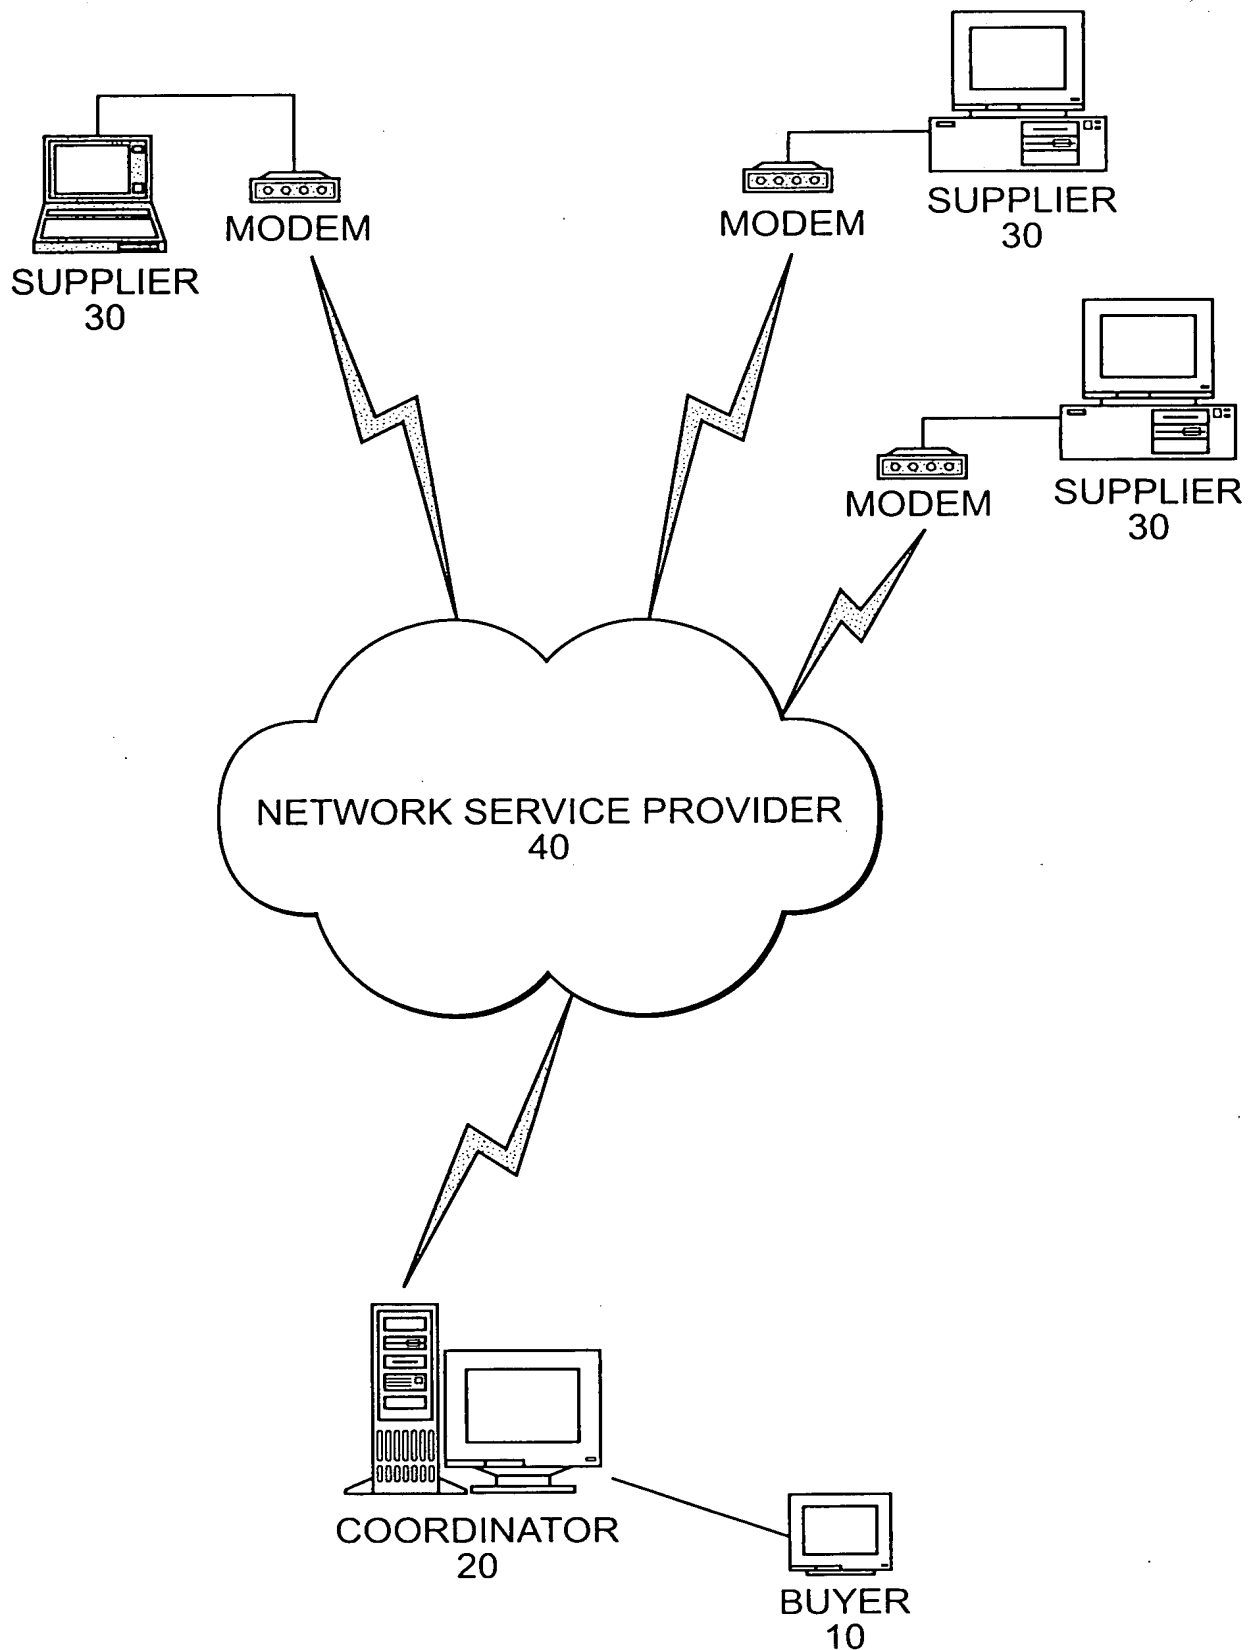 SUPPLIER
30
MODEM
MODEM
SUPPLIER
30
MODEM
SUPPLIER
30
NETWORK SERVICE PROVIDER
40
COORDINATOR
20
BUYER
10